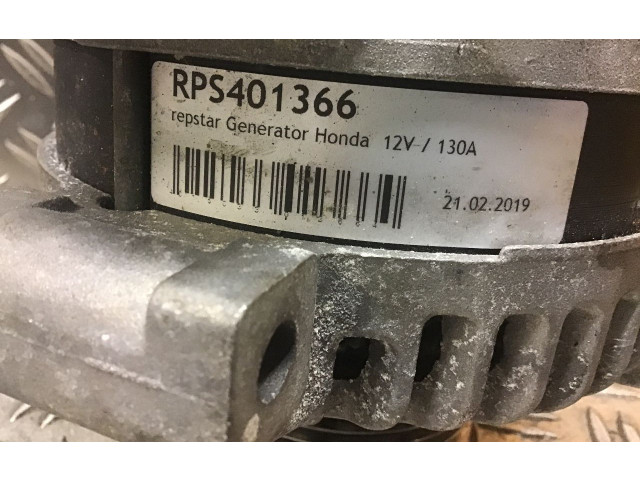 RPS401366
repstar Generator Honda 12V / 130A
21.02.2019